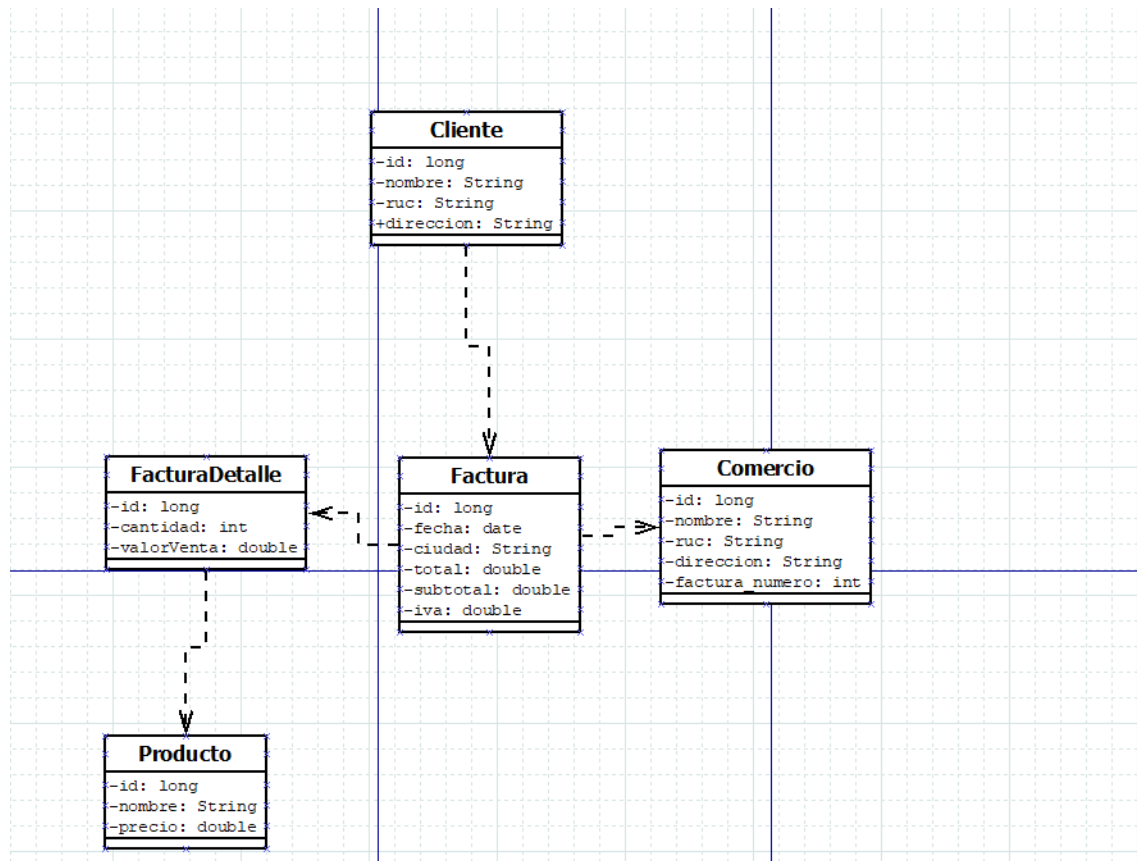 Cliente
-id: long
-nombre: String
-ruc: String
+direccion: String
FacturaDetalle
-id: long
-cantidad: int
-valorVenta: double
Factura
-id: long
-fecha: date
-ciudad: String
-total: double
-subtotal: double
-iva: double
Comercio
-id: long
-nombre: String
-ruc: String
-direccion: String
-factura_numero: int
Producto
-id: long
-nombre: String
-precio: double